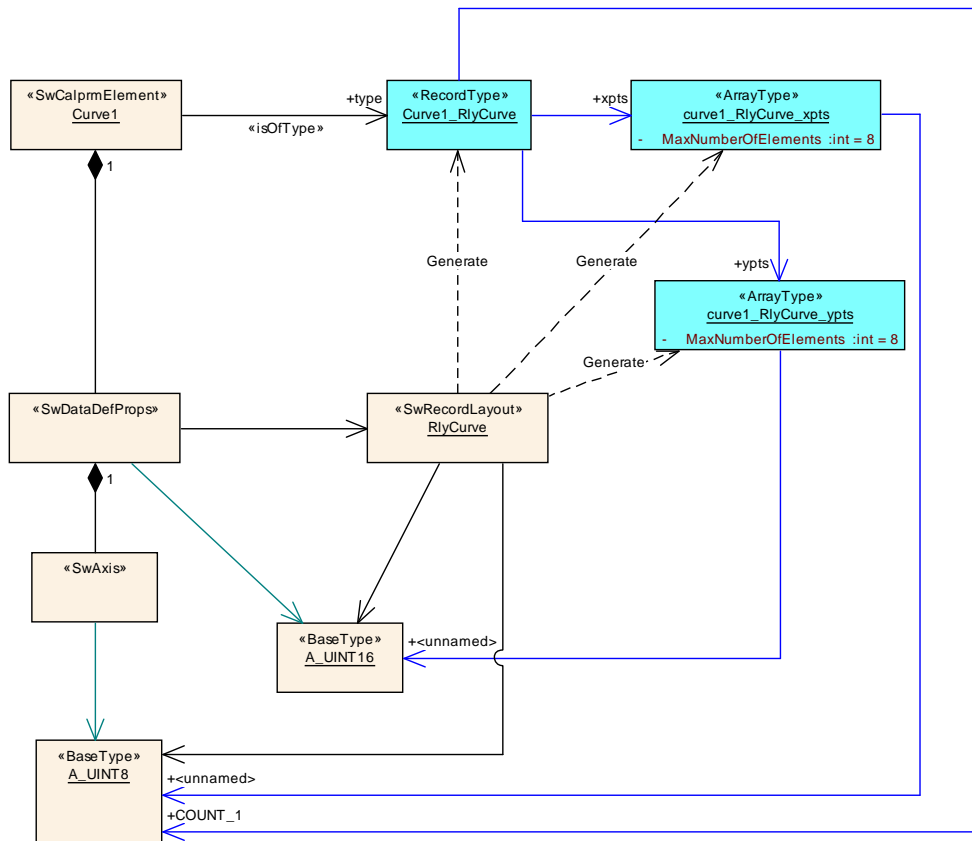 «SwCalprmElement»
Curve1
+type
«isOfType»
«RecordType»
Curve1_RlyCurve
+xpts
«ArrayType»
curve1_RlyCurve_xpts
- MaxNumberOfElements :int = 8
1
Generate
Generate
+ypts
«ArrayType»
curve1_RlyCurve_ypts
- MaxNumberOfElements :int = 8
Generate
«SwDataDefProps»
«SwRecordLayout»
RlyCurve
1
«SwAxis»
«BaseType»
A_UINT16
+<unnamed>
«BaseType»
A_UINT8
+<unnamed>
+COUNT_1